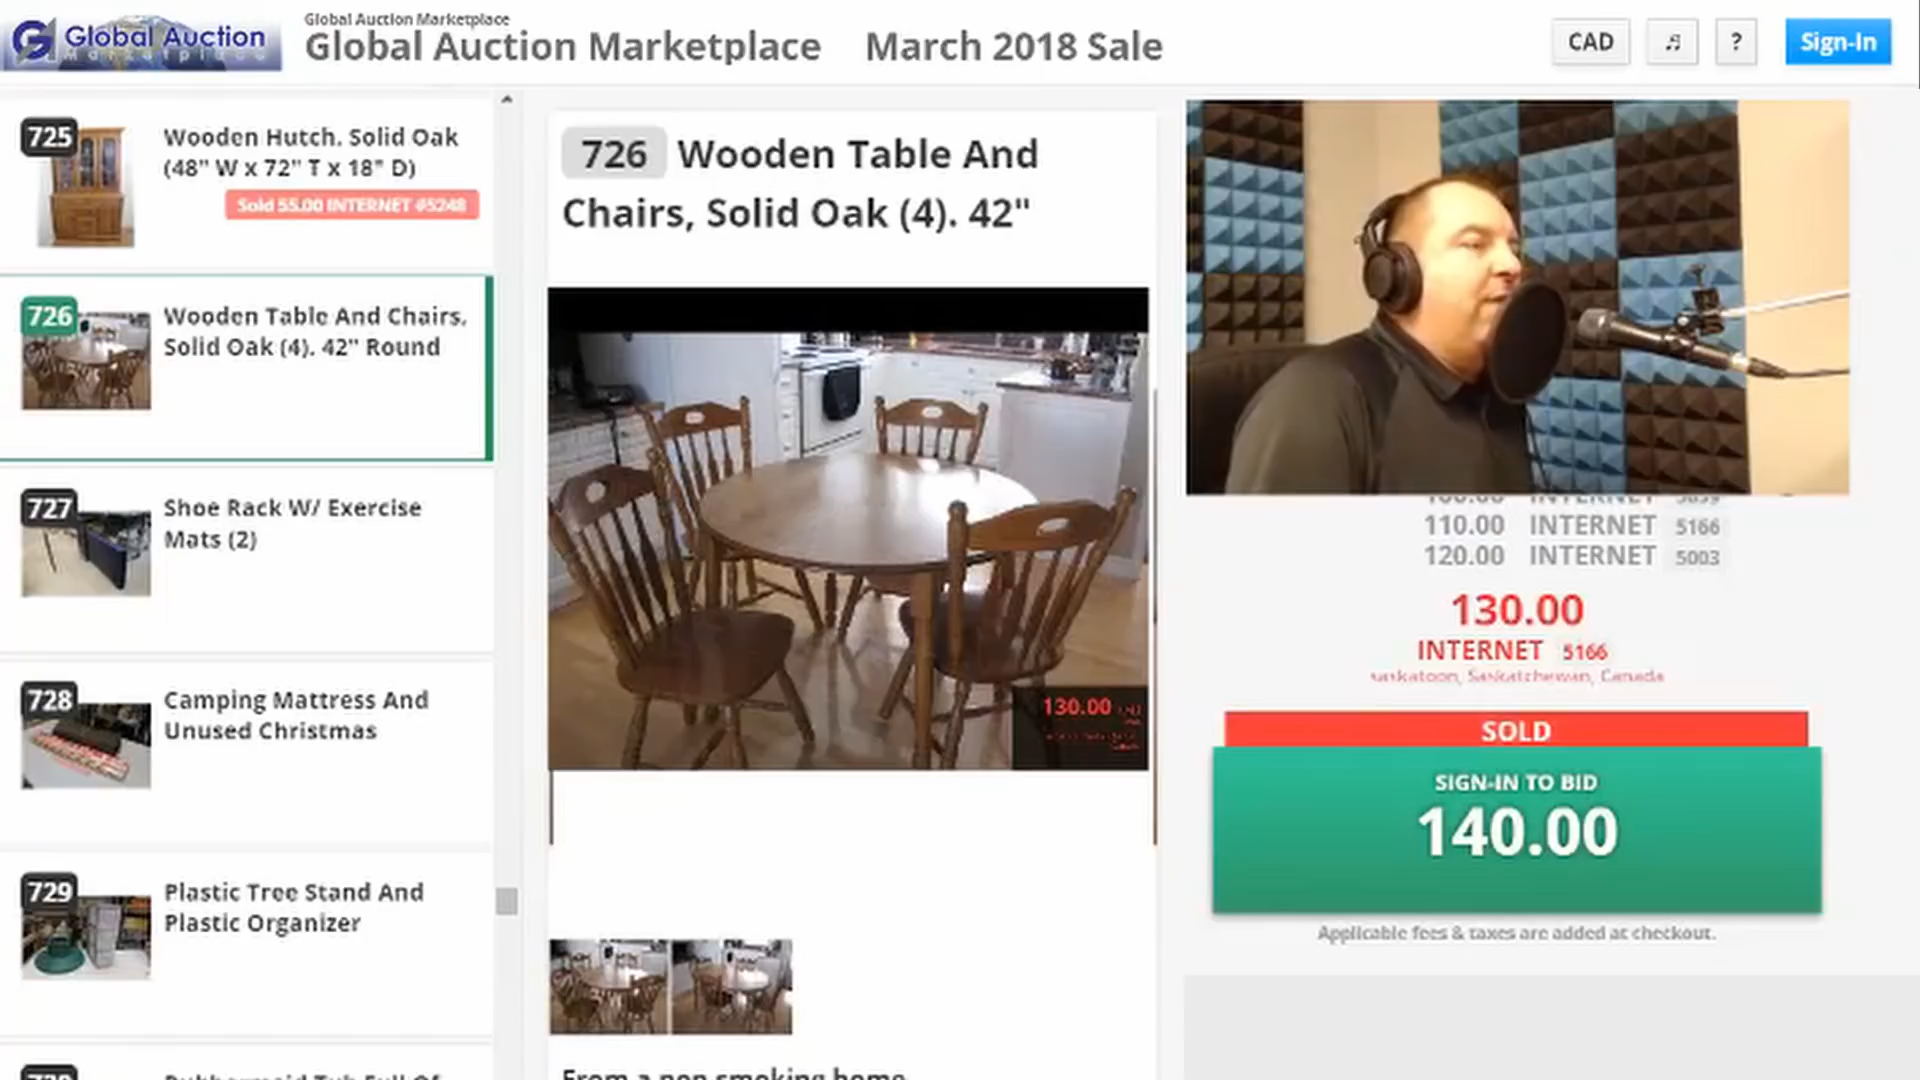 Global Auction
Marketplace
Global Auction Marketplace
Global Auction Marketplace March 2018 Sale
CAD
?
Sign-In
725
Wooden Hutch. Solid Oak
(48" W x 72" T x 18" D)
Sold 55.00 INTERNET #5248
726
Wooden Table And Chairs,
Solid Oak (4). 42" Round
727
Shoe Rack W/ Exercise
Mats (2)
728
Camping Mattress And
Unused Christmas
729
Plastic Tree Stand And
Plastic Organizer
726 Wooden Table And
Chairs, Solid Oak (4). 42"
130.00
From a non smoking home
110.00 INTERNET 5166
120.00 INTERNET 5003
130.00
INTERNET 5166
Saskatoon, Saskatchewan, Canada
SOLD
SIGN-IN TO BID
140.00
Applicable fees & taxes are added at checkout.